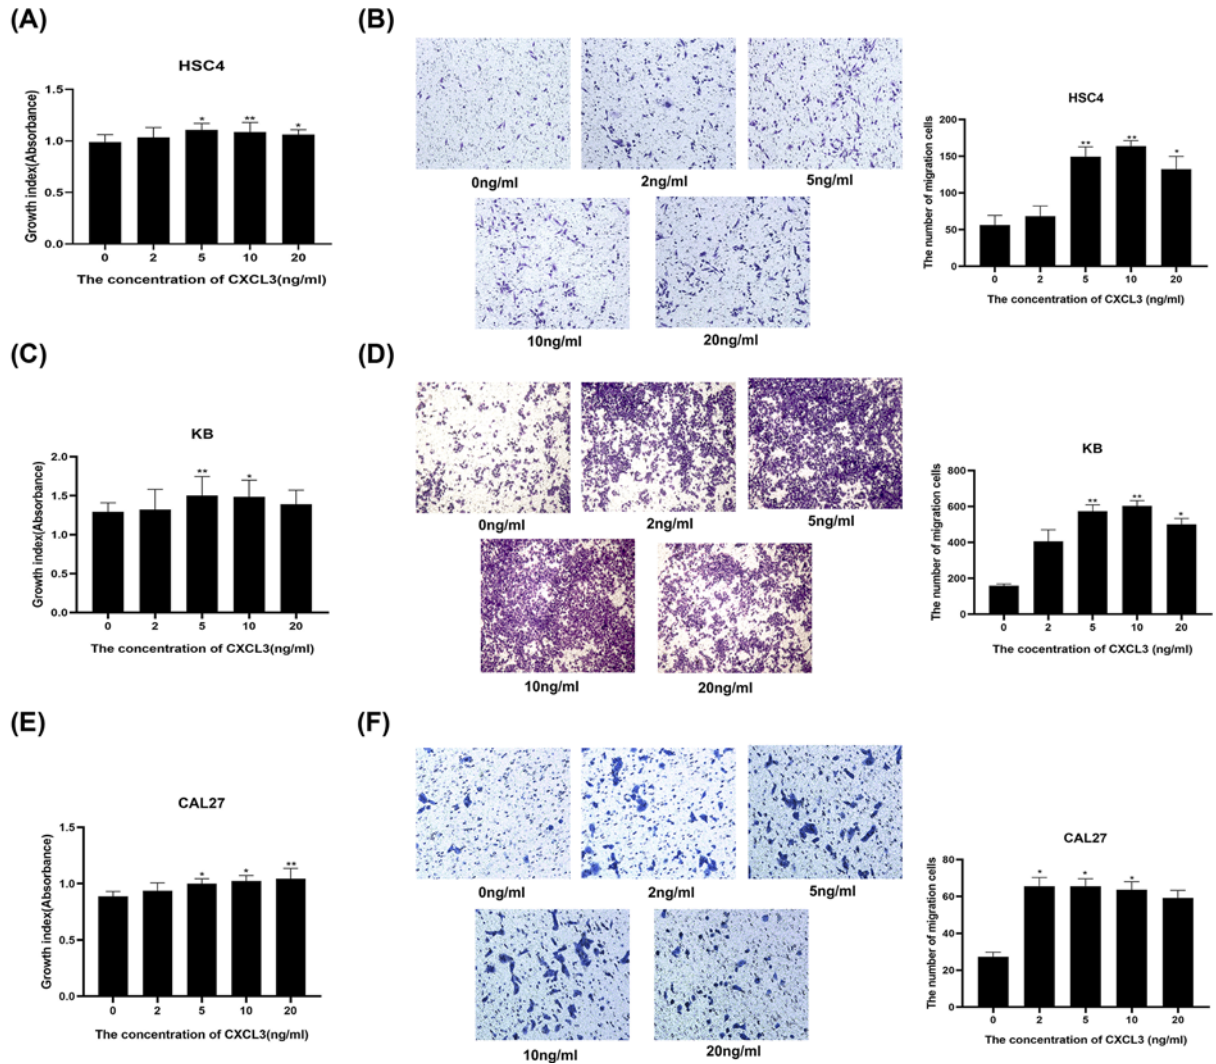 (A)
HSC4
Growth index(Absorbance)
1.5
1.0
0.5
0.0
*
**
*
0 2 5 10 20
The concentration of CXCL3(ng/ml)
(B)
0ng/ml
2ng/ml
5ng/ml
10ng/ml
20ng/ml
HSC4
The number of migration cells
200
150
100
50
0
**
**
*
0 2 5 10 20
The concentration of CXCL3 (ng/ml)
(C)
KB
Growth index(Absorbance)
2.0
1.5
1.0
0.5
0.0
**
*
0 2 5 10 20
The concentration of CXCL3(ng/ml)
(D)
0ng/ml
2ng/ml
5ng/ml
10ng/ml
20ng/ml
KB
The number of migration cells
800
600
400
200
0
**
**
*
0 2 5 10 20
The cocentration of CXCL3 (ng/ml)
(E)
CAL27
Growth index(Absorbance)
1.5
1.0
0.5
0.0
*
*
**
0 2 5 10 20
The concentration of CXCL3(ng/ml)
(F)
0ng/ml
2ng/ml
5ng/ml
10ng/ml
20ng/ml
CAL27
The number of migration cells
80
60
40
20
0
*
*
*
0 2 5 10 20
The concentration of CXCL3 (ng/ml)